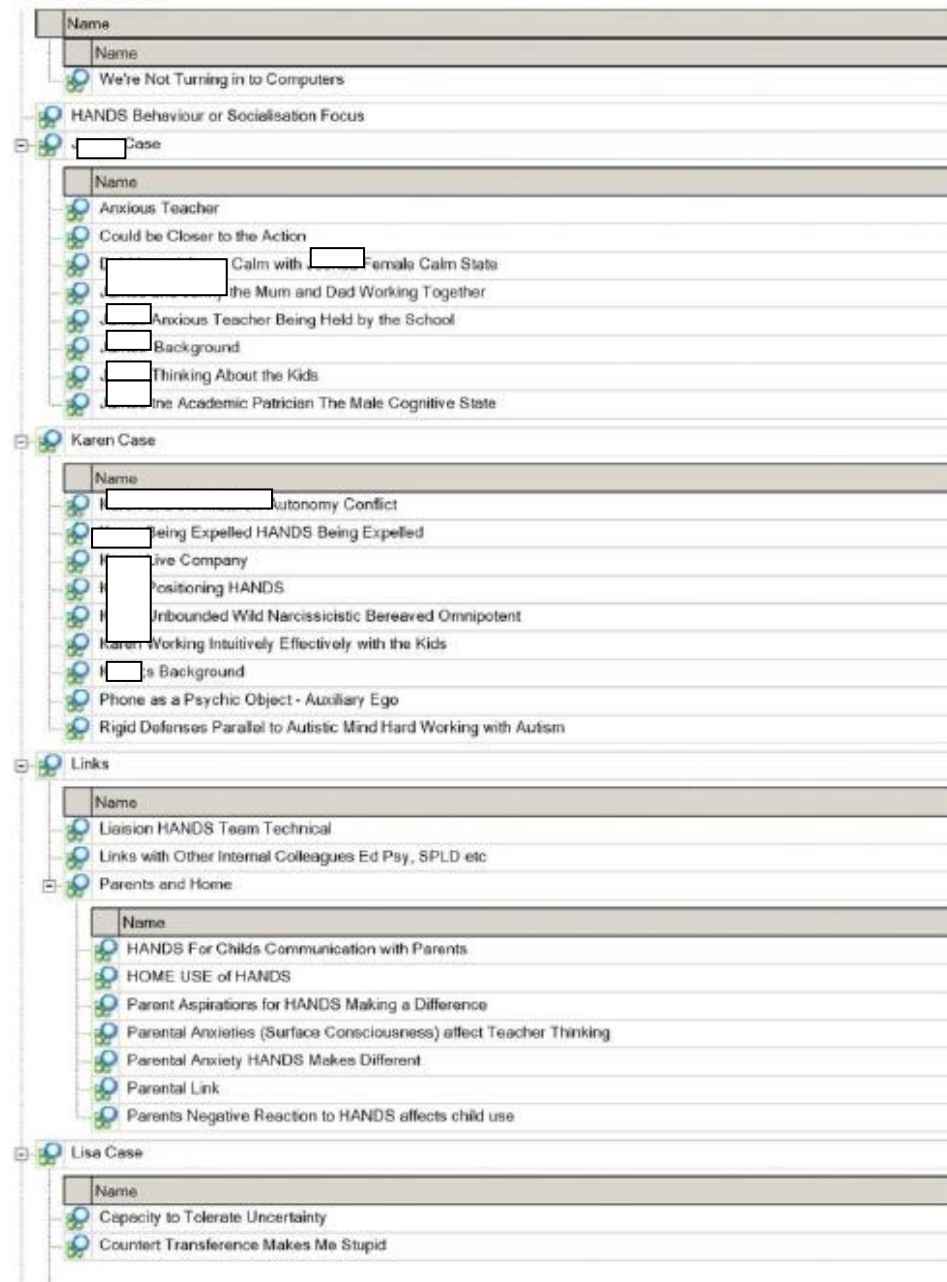 Name
Name
We're Not Turning in to Computers
HANDS Behaviour or Socialisation Focus
Case
Name
Anxious Teacher
Could be Closer to the Action
Calm with Female Calm State
the Mum and Dad Working Together
Anxious Teacher Being Held by the School
Background
Thinking About the Kids
the Academic Patrician The Male Cognitive State
Karen Case
Name
Autonomy Conflict
Being Expelled HANDS Being Expelled
Live Company
Positioning HANDS
Unbounded Wild Narcissicistic Bereaved Omnipotent
Karen Working Intuitively Effectively with the Kids
s Background
Phone as a Psychic Object - Auxiliary Ego
Rigid Defenses Parallel to Autistic Mind Hard Working with Autism
Links
Name
Liaision HANDS Team Technical
Links with Other Internal Colleagues Ed Psy, SPLD etc
Parents and Home
Name
HANDS For Childs Communication with Parents
HOME USE of HANDS
Parent Aspirations for HANDS Making a Difference
Parental Anxieties (Surface Consciousness) affect Teacher Thinking
Parental Anxiety HANDS Makes Different
Parental Link
Parents Negative Reaction to HANDS affects child use
Lisa Case
Name
Capacity to Tolerate Uncertainty
Countert Transference Makes Me Stupid